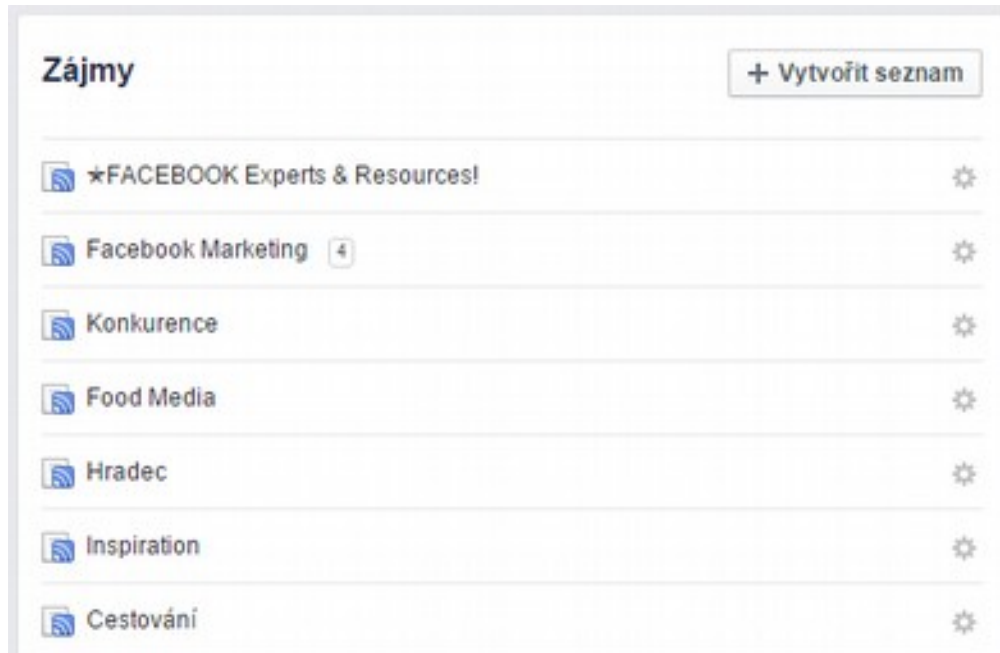 Zájmy
+ Vytvořit seznam
★FACEBOOK Experts & Resources!
Facebook Marketing 4
Konkurence
Food Media
Hradec
Inspiration
Cestování